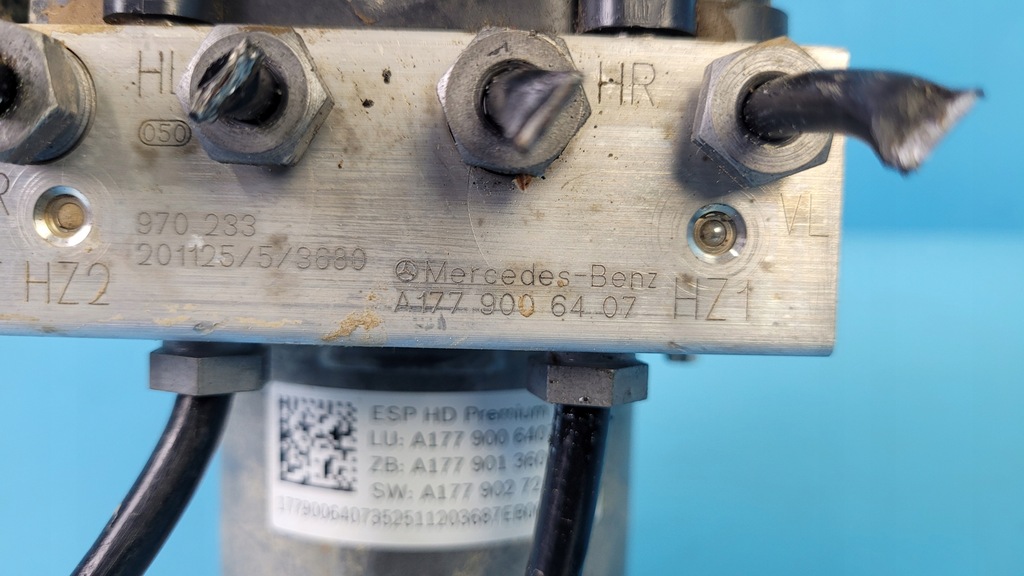 HL
HR
050
R
VL
970 233
201125/5/3680
HZ2
Mercedes-Benz
A177 900 64 07
HZ1
ESP HD Premium
LU: A177 900 640
ZB: A177 901 360
SW: A177 902 72